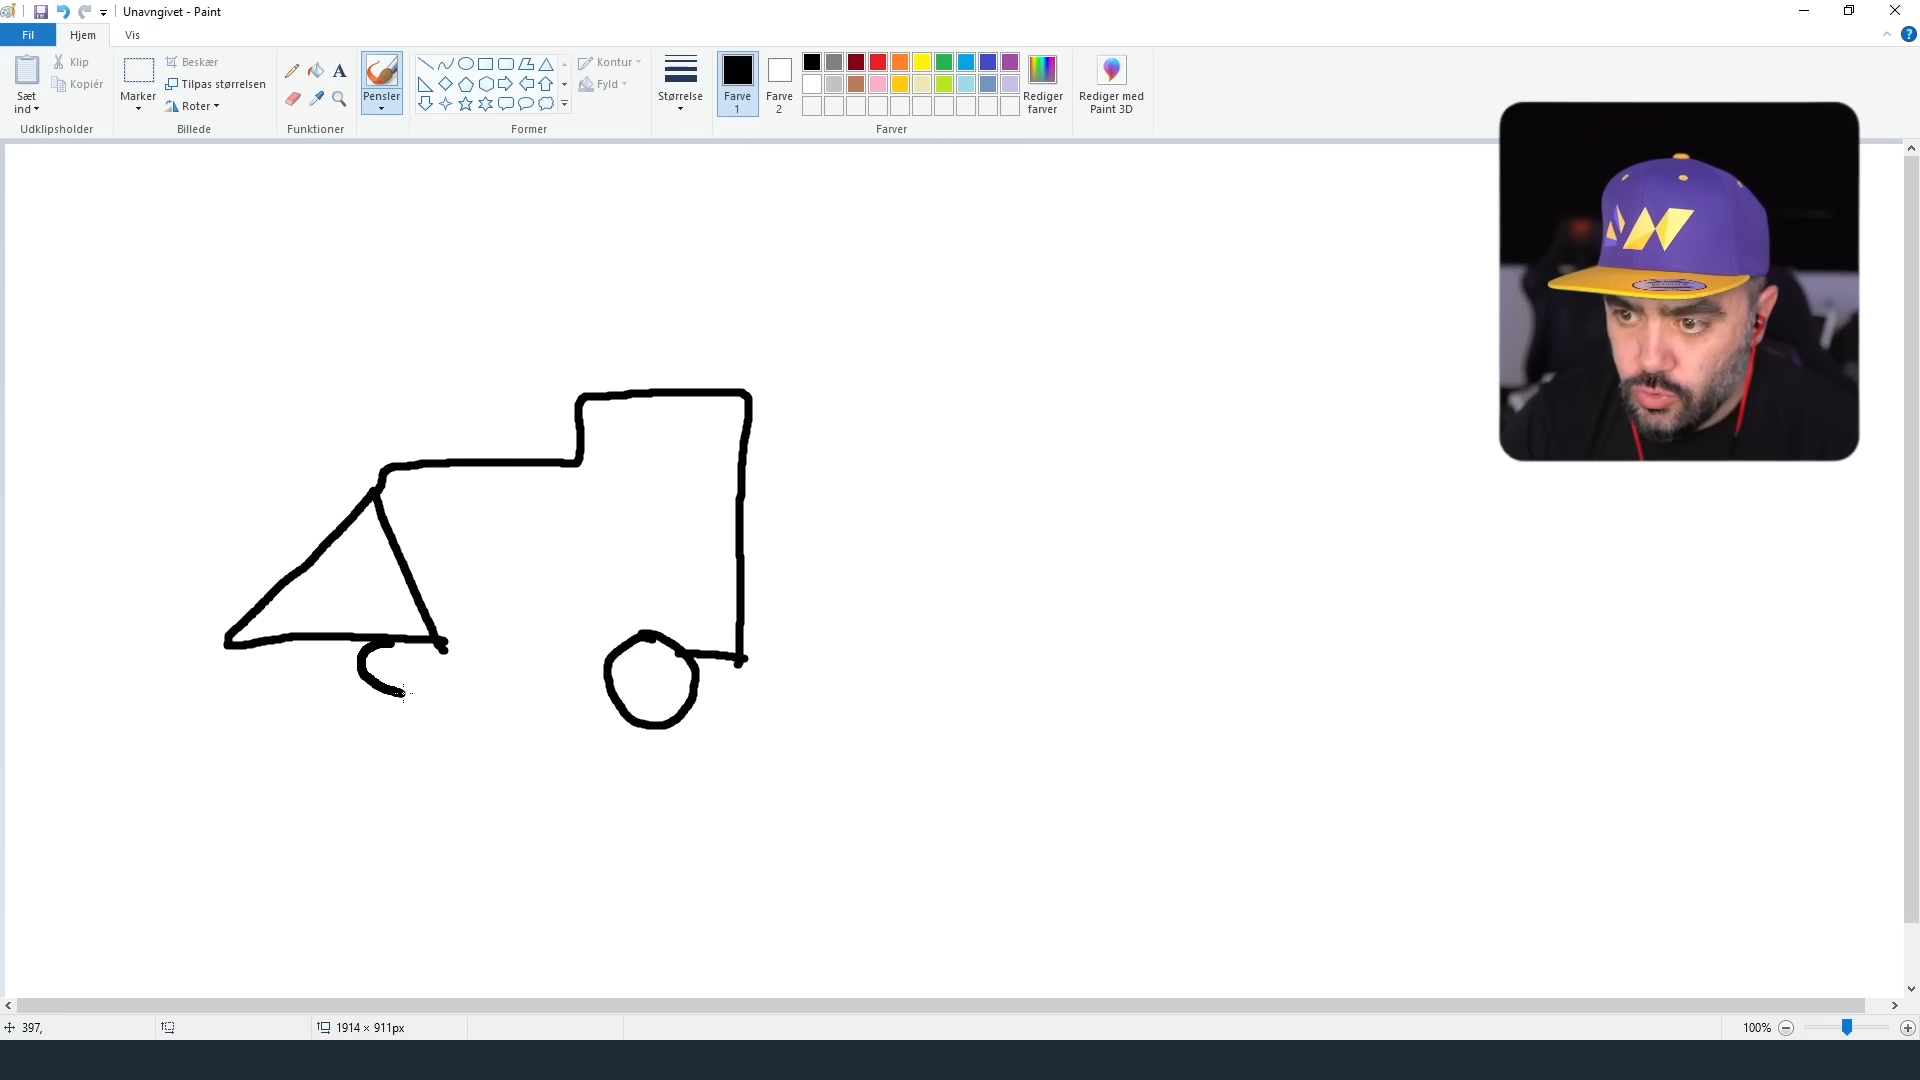 Unavngivet - Paint
Fil Hjem Vis
Sæt ind
Klip
Kopiér
Udklipsholder
Marker
Beskær
Tilpas størrelsen
Roter
Billede
A
Funktioner
Pensler
Kontur
Fyld
Former
Størrelse
Farve 1
Farve 2
Rediger farver
Farver
Rediger med Paint 3D
397,
1914 × 911px
100%